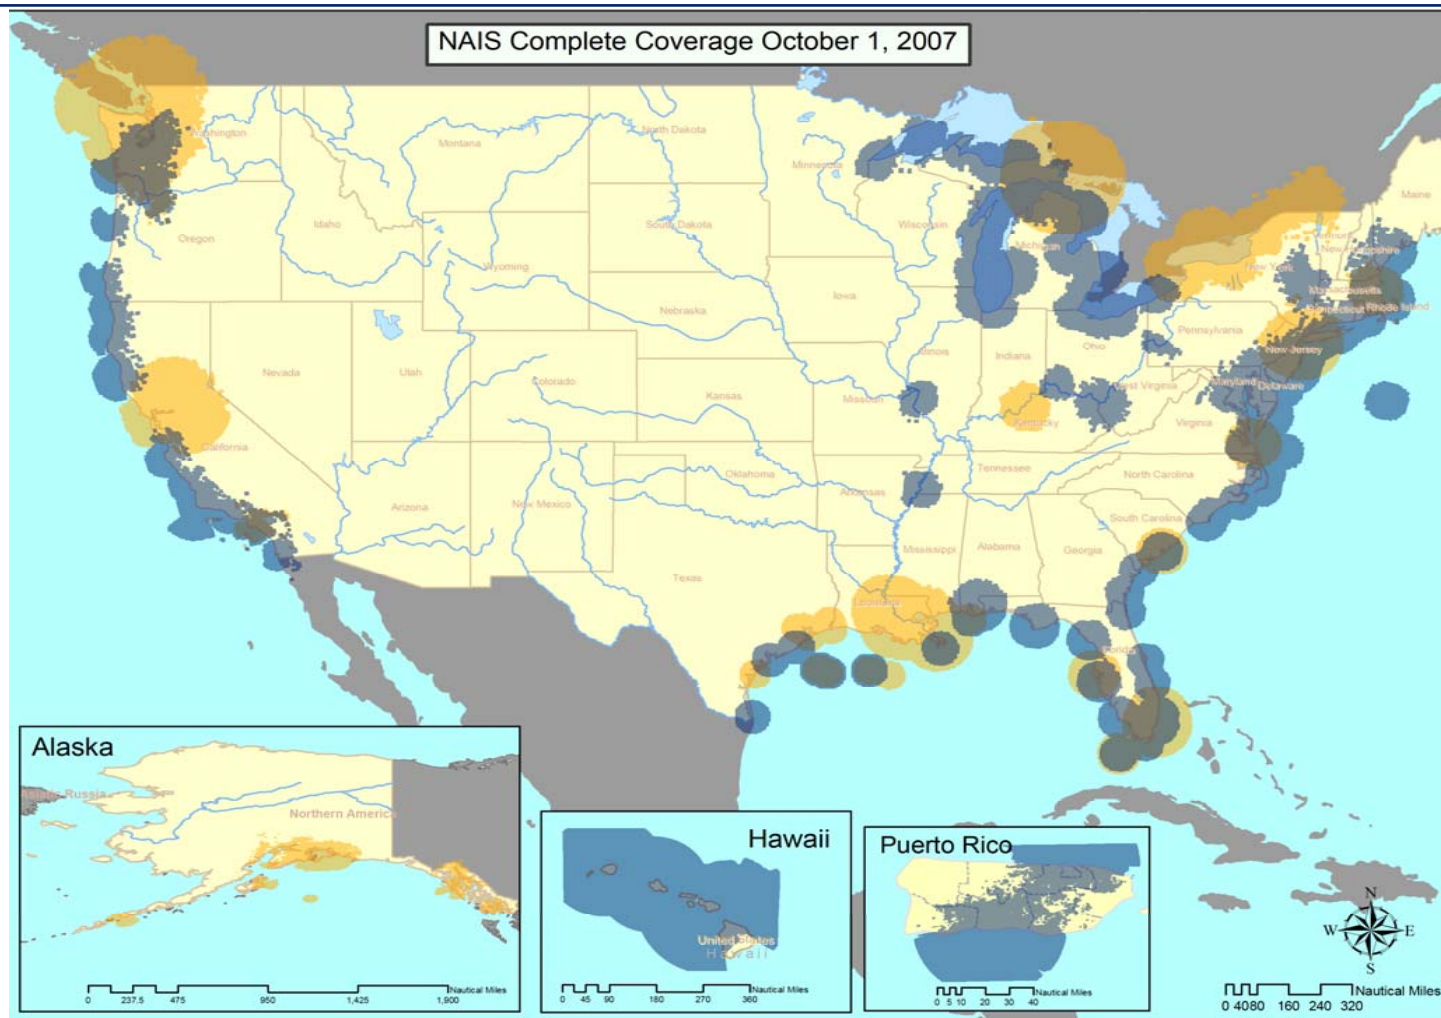 NAIS Complete Coverage October 1, 2007
Washington
Montana
North Dakota
Minnesota
Maine
Oregon
Idaho
South Dakota
Wisconsin
Michigan
Vermont
New Hampshire
New York
Wyoming
Massachusetts
Iowa
Nebraska
Connecticut
Rhode Island
Pennsylvania
Nevada
Utah
Illinois
Indiana
Ohio
New Jersey
Colorado
Kansas
Missouri
West Virginia
Maryland
Delaware
Kentucky
Virginia
California
Arizona
New Mexico
Oklahoma
Arkansas
Tennessee
North Carolina
South Carolina
Texas
Mississippi
Alabama
Georgia
Louisiana
Florida
Alaska
Asiatic Russia
Northern America
Nautical Miles
0 237.5 475 950 1,425 1,900
Hawaii
United States
Hawaii
Nautical Miles
0 45 90 180 270 360
Puerto Rico
Nautical Miles
0 5 10 20 30 40
N
W E
S
Nautical Miles
0 40 80 160 240 320